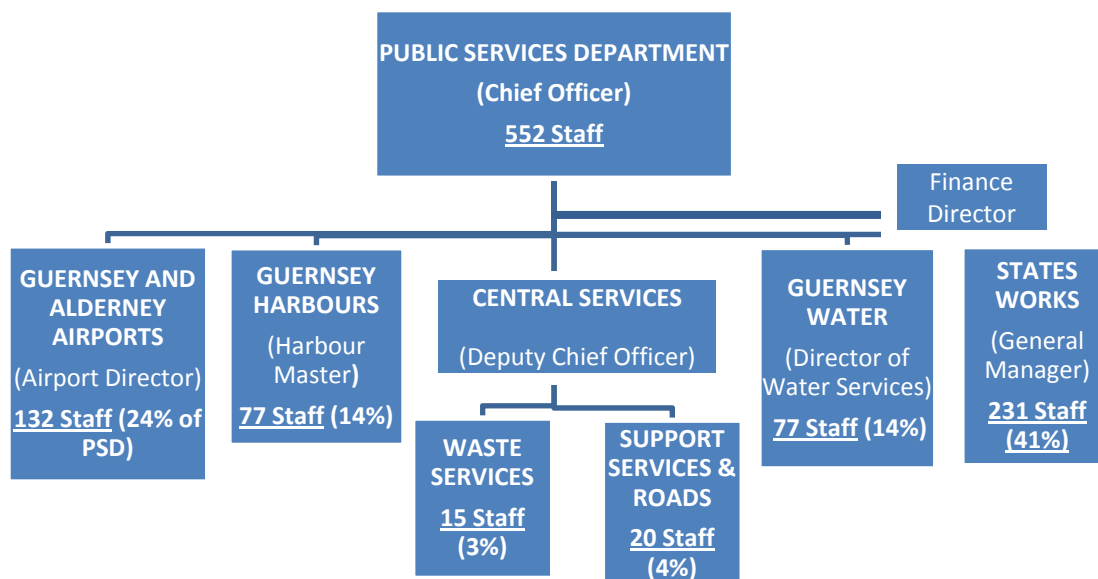 PUBLIC SERVICES DEPARTMENT
(Chief Officer)
552 Staff
Finance
Director
GUERNSEY AND
ALDERNEY
AIRPORTS
(Airport Director)
132 Staff (24% of
PSD)
GUERNSEY
HARBOURS
(Harbour
Master)
77 Staff (14%)
CENTRAL SERVICES
(Deputy Chief Officer)
GUERNSEY
WATER
(Director of
Water Services)
77 Staff (14%)
STATES
WORKS
(General
Manager)
231 Staff
(41%)
WASTE
SERVICES
15 Staff
(3%)
SUPPORT
SERVICES &
ROADS
20 Staff
(4%)